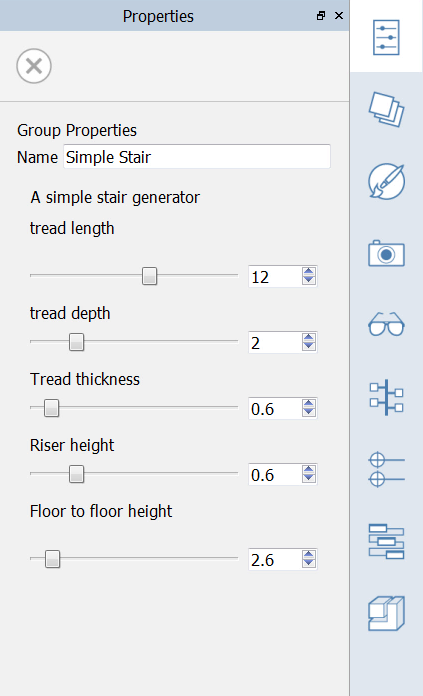 Properties
Group Properties
Name Simple Stair
A simple stair generator
tread length
12
tread depth
2
Tread thickness
0.6
Riser height
0.6
Floor to floor height
2.6